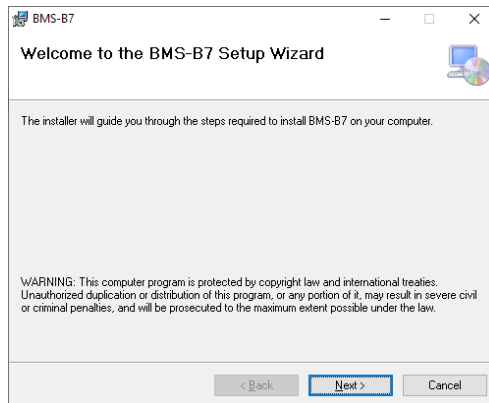 BMS-B7
Welcome to the BMS-B7 Setup Wizard
The installer will guide you through the steps required to install BMS-B7 on your computer.
WARNING: This computer program is protected by copyright law and international treaties.
Unauthorized duplication or distribution of this program, or any portion of it, may result in severe civil
or criminal penalties, and will be prosecuted to the maximum extent possible under the law.
< Back
Next >
Cancel